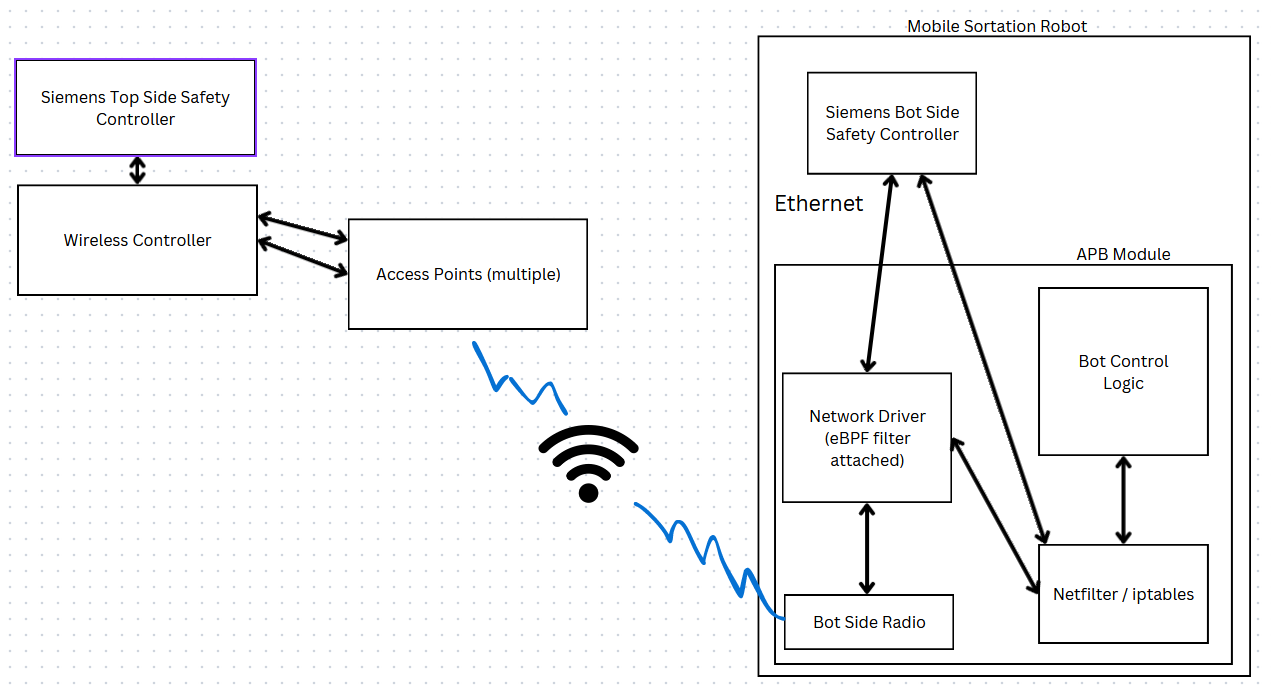 Mobile Sortation Robot
Siemens Top Side Safety
Controller
Wireless Controller
Access Points (multiple)
Siemens Bot Side
Safety Controller
Ethernet
APB Module
Bot Control
Logic
Network Driver
(eBPF filter
attached)
Netfilter / iptables
Bot Side Radio